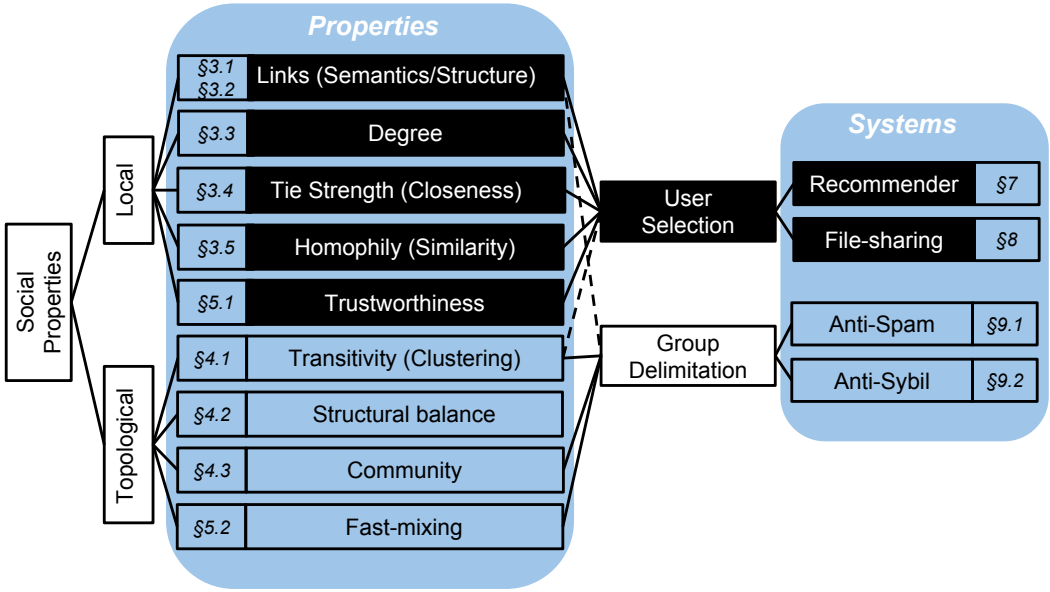 Properties
§3.1
§3.2
Links (Semantics/Structure)
§3.3
Degree
§3.4
Tie Strength (Closeness)
§3.5
Homophily (Similarity)
§5.1
Trustworthiness
§4.1
Transitivity (Clustering)
§4.2
Structural balance
§4.3
Community
§5.2
Fast-mixing
Social
Properties
Local
Topological
User
Selection
Group
Delimitation
Systems
Recommender
§7
File-sharing
§8
Anti-Spam
§9.1
Anti-Sybil
§9.2